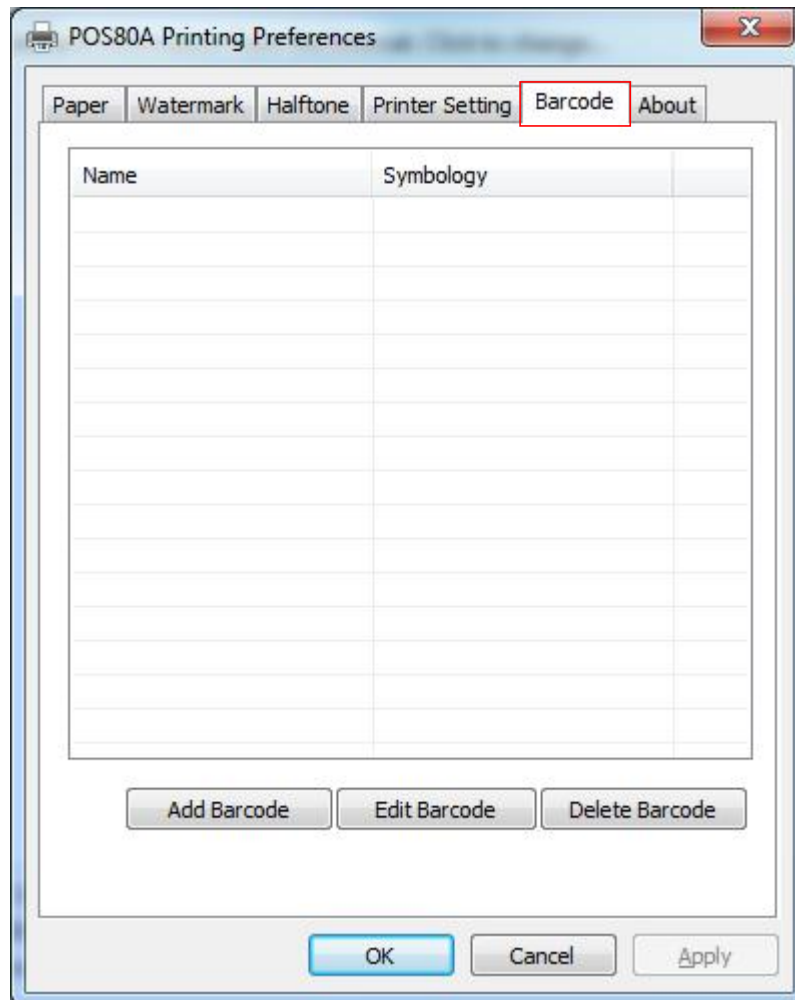 POS80A Printing Preferences
Paper Watermark Halftone Printer Setting Barcode About
Name Symbology
Add Barcode Edit Barcode Delete Barcode
OK Cancel Apply